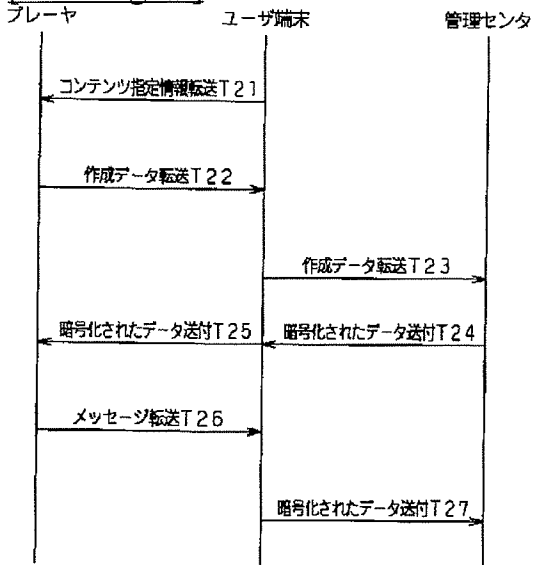 プレーヤ ユーザ端末 管理センタ
コンテンツ指定情報転送T21
作成データ転送T22
作成データ転送T23
暗号化されたデータ送付T25 暗号化されたデータ送付T24
メッセージ転送T26
暗号化されたデータ送付T27